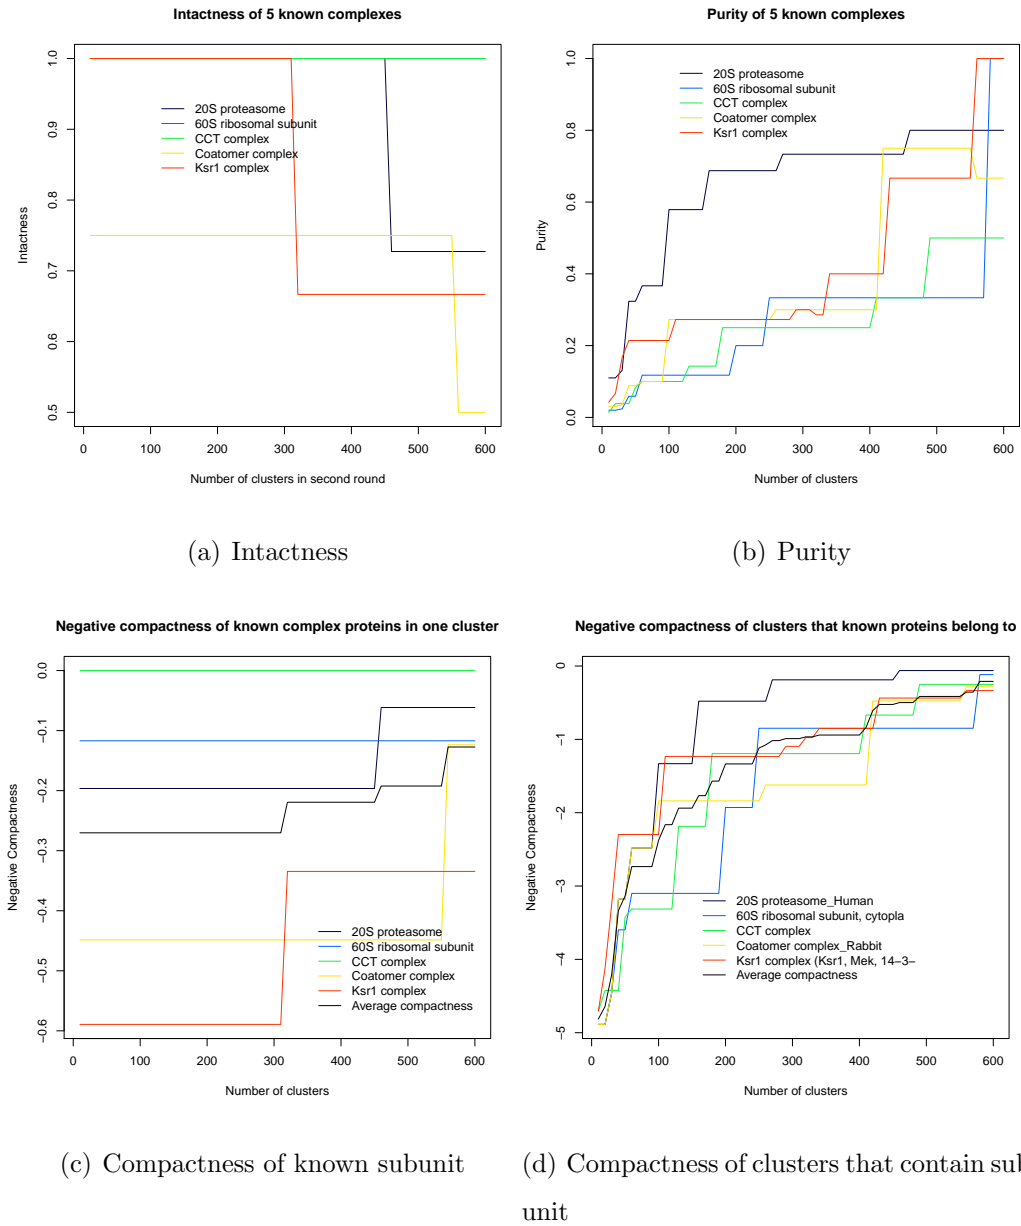 Intactness of 5 known complexes
Intactness
1.0
0.9
0.8
0.7
0.6
0.5
20S proteasome
60S ribosomal subunit
CCT complex
Coatomer complex
Ksr1 complex
0 100 200 300 400 500 600
Number of clusters in second round
(a) Intactness
Purity of 5 known complexes
Purity
1.0
0.8
0.6
0.4
0.2
0.0
20S proteasome
60S ribosomal subunit
CCT complex
Coatomer complex
Ksr1 complex
0 100 200 300 400 500 600
Number of clusters
(b) Purity
Negative compactness of known complex proteins in one cluster
Negative Compactness
0.0
−0.1
−0.2
−0.3
−0.4
−0.5
−0.6
20S proteasome
60S ribosomal subunit
CCT complex
Coatomer complex
Ksr1 complex
Average compactness
0 100 200 300 400 500 600
Number of clusters
(c) Compactness of known subunit
Negative compactness of clusters that known proteins belong to
Negative Compactness
0
−1
−2
−3
−4
−5
20S proteasome_Human
60S ribosomal subunit, cytopla
CCT complex
Coatomer complex_Rabbit
Ksr1 complex (Ksr1, Mek, 14−3−
Average compactness
0 100 200 300 400 500 600
Number of clusters
(d) Compactness of clusters that contain sub
unit